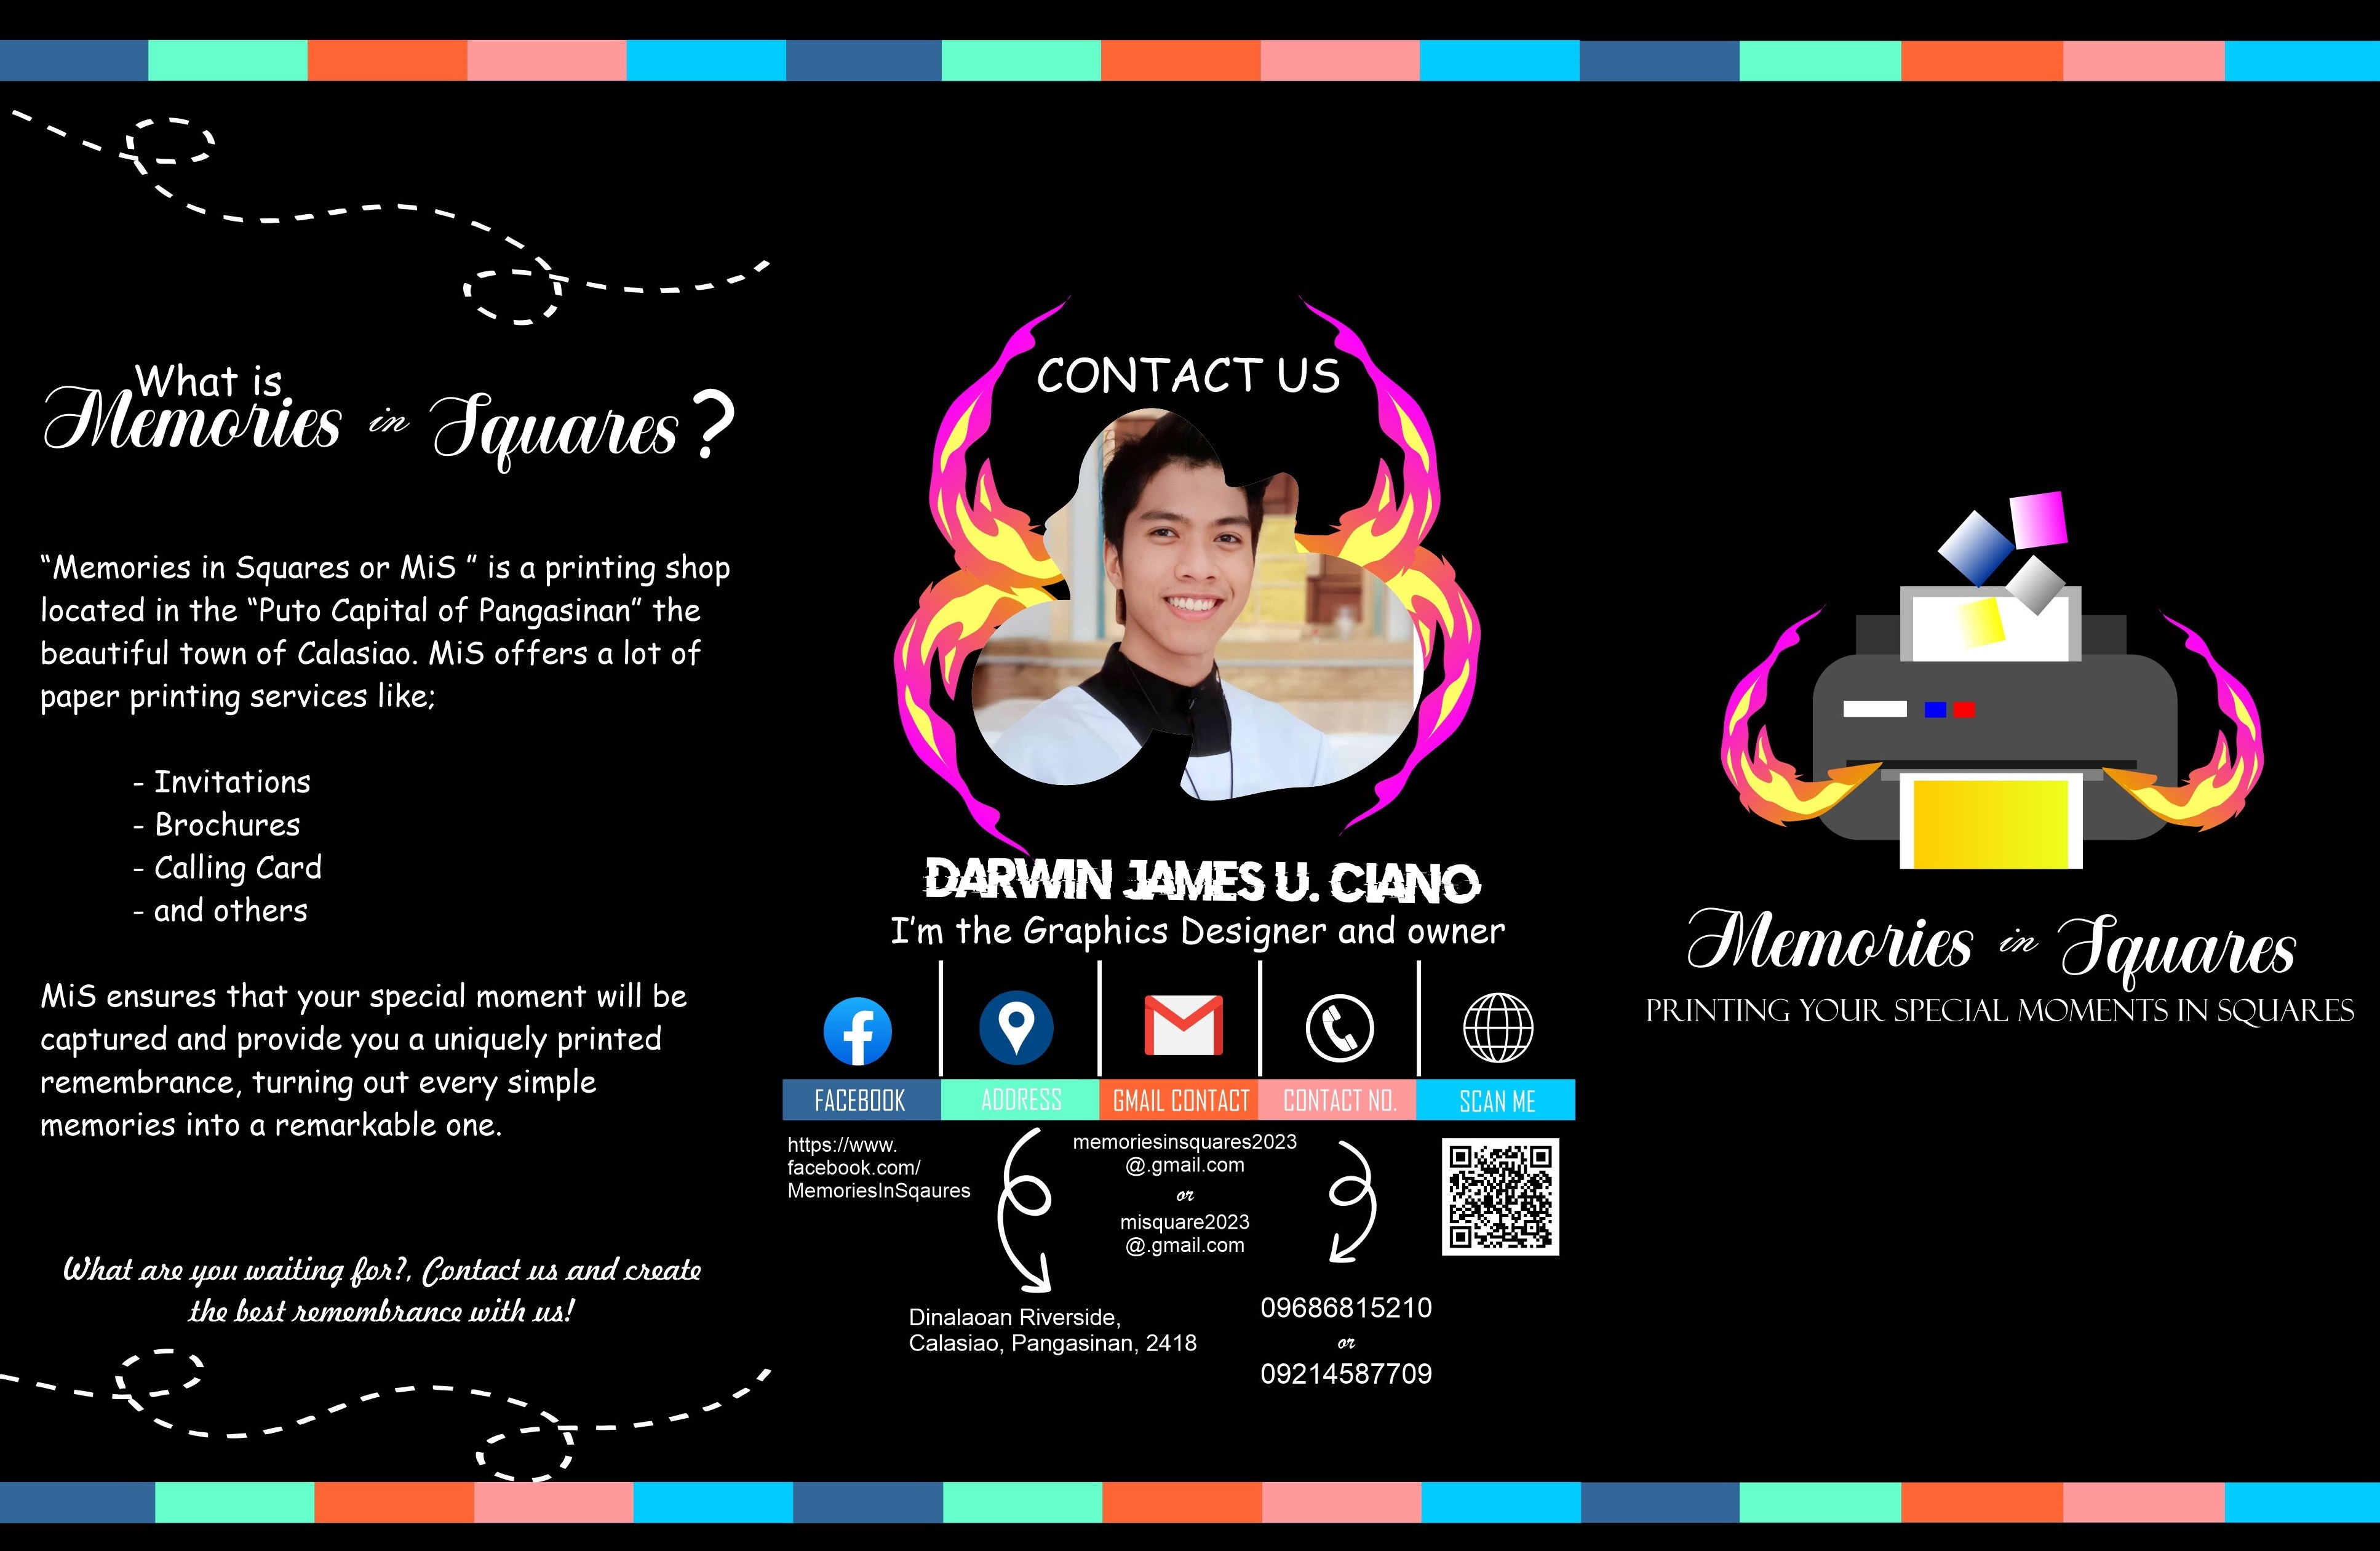 What is
Memories in Squares?
“Memories in Squares or MiS ” is a printing shop
located in the “Puto Capital of Pangasinan” the
beautiful town of Calasiao. MiS offers a lot of
paper printing services like;
- Invitations
- Brochures
- Calling Card
- and others
MiS ensures that your special moment will be
captured and provide you a uniquely printed
remembrance, turning out every simple
memories into a remarkable one.
What are you waiting for?, Contact us and create
the best remembrance with us!
CONTACT US
DARWIN JAMES U. CIANO
I’m the Graphics Designer and owner
FACEBOOK
https://www.
facebook.com/
MemoriesInSqaures
ADDRESS
Dinalaoan Riverside,
Calasiao, Pangasinan, 2418
GMAIL CONTACT
memoriesinsquares2023
@.gmail.com
or
misquare2023
@.gmail.com
CONTACT NO.
09686815210
or
09214587709
SCAN ME
Memories in Squares
PRINTING YOUR SPECIAL MOMENTS IN SQUARES